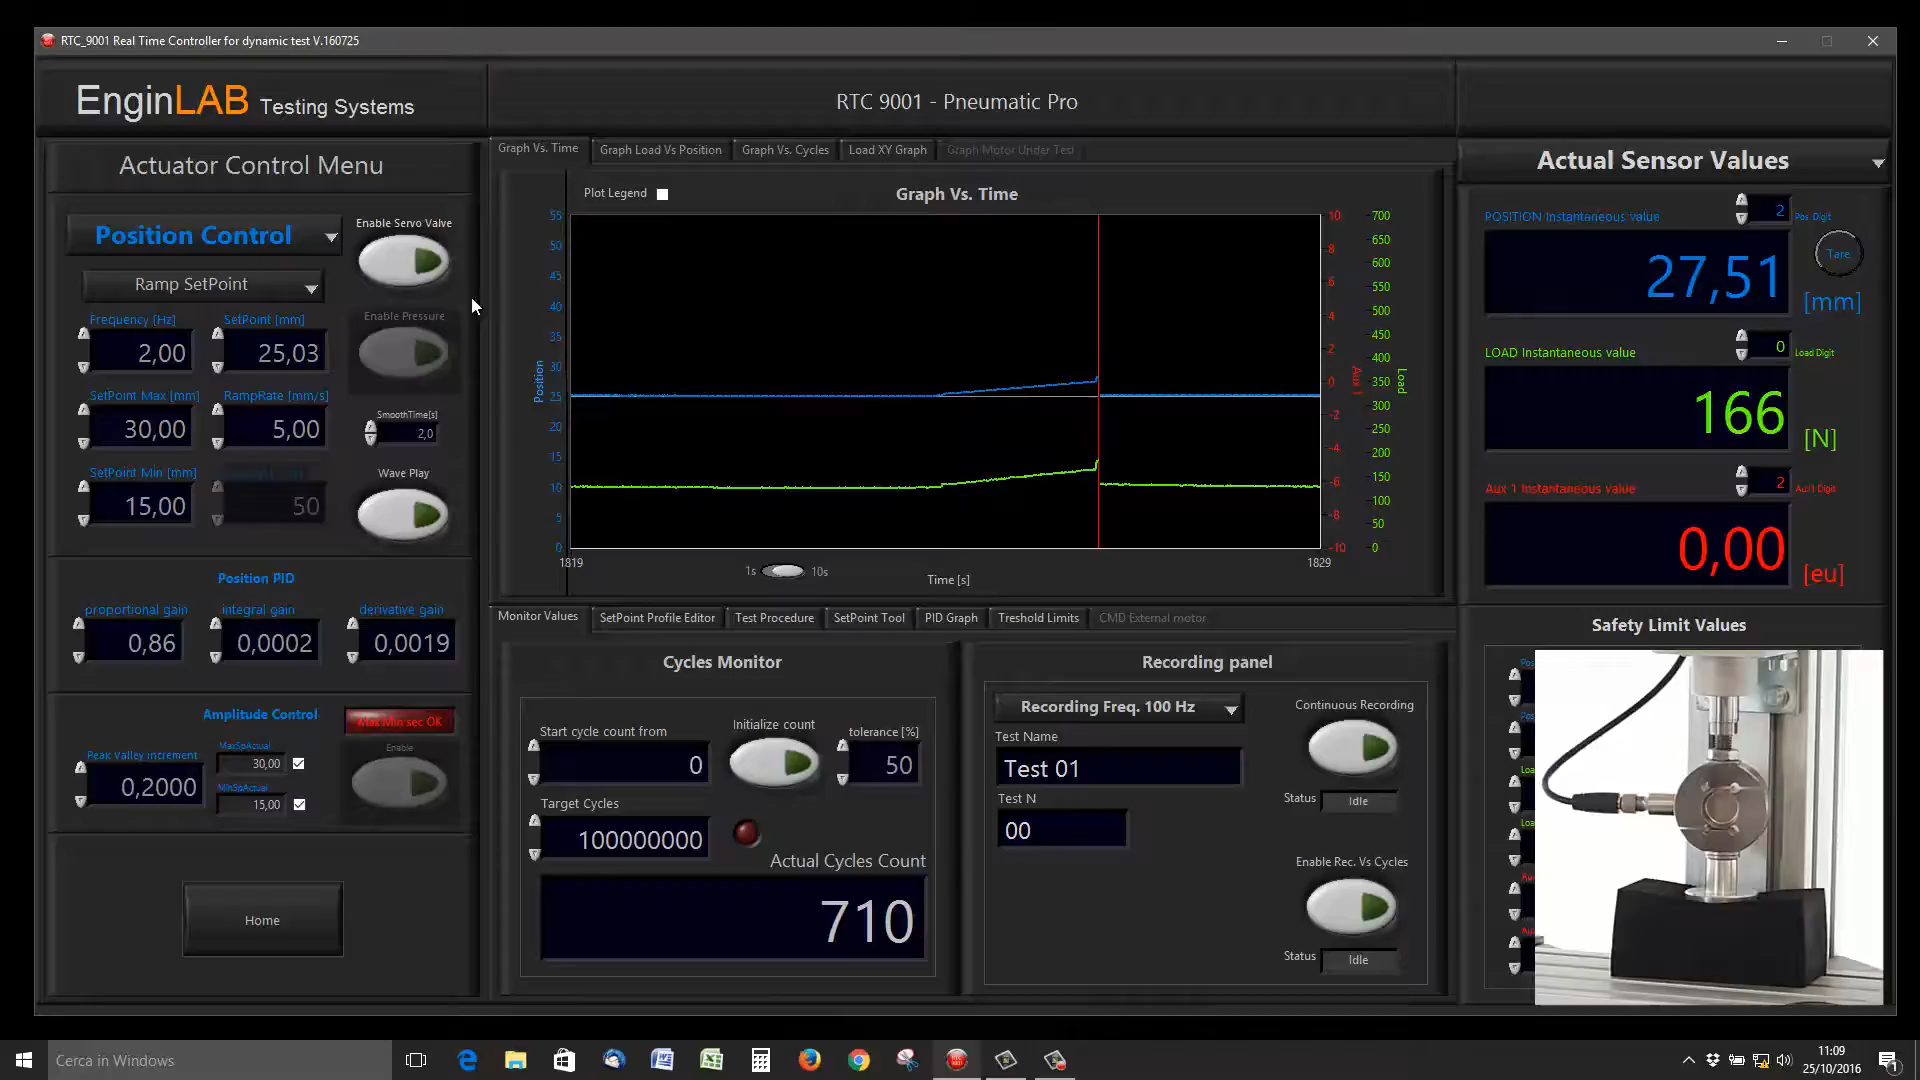 RTC_9001 Real Time Controller for dynamic test V.160725
EnginLAB Testing Systems
RTC 9001 - Pneumatic Pro
Actuator Control Menu
Position Control
Enable Servo Valve
Ramp SetPoint
Enable Pressure
Frequency [Hz]
SetPoint [mm]
2,00
25,03
SetPoint Max [mm]
RampRate [mm/s]
30,00
5,00
SmoothTime[s]
2,0
SetPoint Min [mm]
15,00
50
Wave Play
Position PID
proportional gain
integral gain
derivative gain
0,86
0,0002
0,0019
Amplitude Control
Max Min sec OK
Peak Valley increment
0,2000
MaxSpActual
30,00
MinSpActual
15,00
Enable
Home
Graph Vs. Time
Graph Load Vs Position
Graph Vs. Cycles
Load XY Graph
Graph Motor Under Test
Plot Legend
Graph Vs. Time
Position
55
50
45
40
35
30
25
20
15
10
5
0
10
8
6
4
2
0
-2
-4
-6
-8
-10
Aux 1
700
650
600
550
500
450
400
350
300
250
200
150
100
50
0
Load
1819
1829
1s
10s
Time [s]
Monitor Values
SetPoint Profile Editor
Test Procedure
SetPoint Tool
PID Graph
Treshold Limits
CMD External motor
Cycles Monitor
Start cycle count from
0
Initialize count
tolerance [%]
50
Target Cycles
100000000
Actual Cycles Count
710
Recording panel
Recording Freq. 100 Hz
Continuous Recording
Test Name
Test 01
Test N
00
Status
Idle
Enable Rec. Vs Cycles
Status
Idle
Actual Sensor Values
POSITION Instantaneous value
2
Pos. Digit
27,51
Tare
[mm]
LOAD Instantaneous value
0
Load Digit
166
[N]
Aux 1 Instantaneous value
2
Aux1 Digit
0,00
[eu]
Safety Limit Values
Pos
Pos
Loa
Loa
Au
Au
Cerca in Windows
11:09
25/10/2016
1